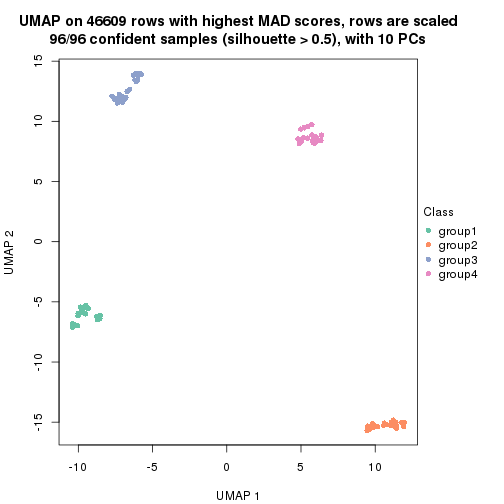 UMAP on 46609 rows with highest MAD scores, rows are scaled
96/96 confident samples (silhouette > 0.5), with 10 PCs
15
10
5
0
-5
-10
-15
UMAP 2
-10
-5
0
5
10
UMAP 1
Class
group1
group2
group3
group4